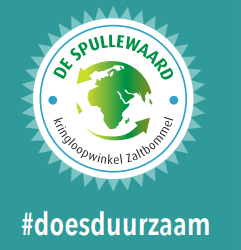 DE SPULLEWAARD
kringloopwinkel Zaltbommel
#doesduurzaam